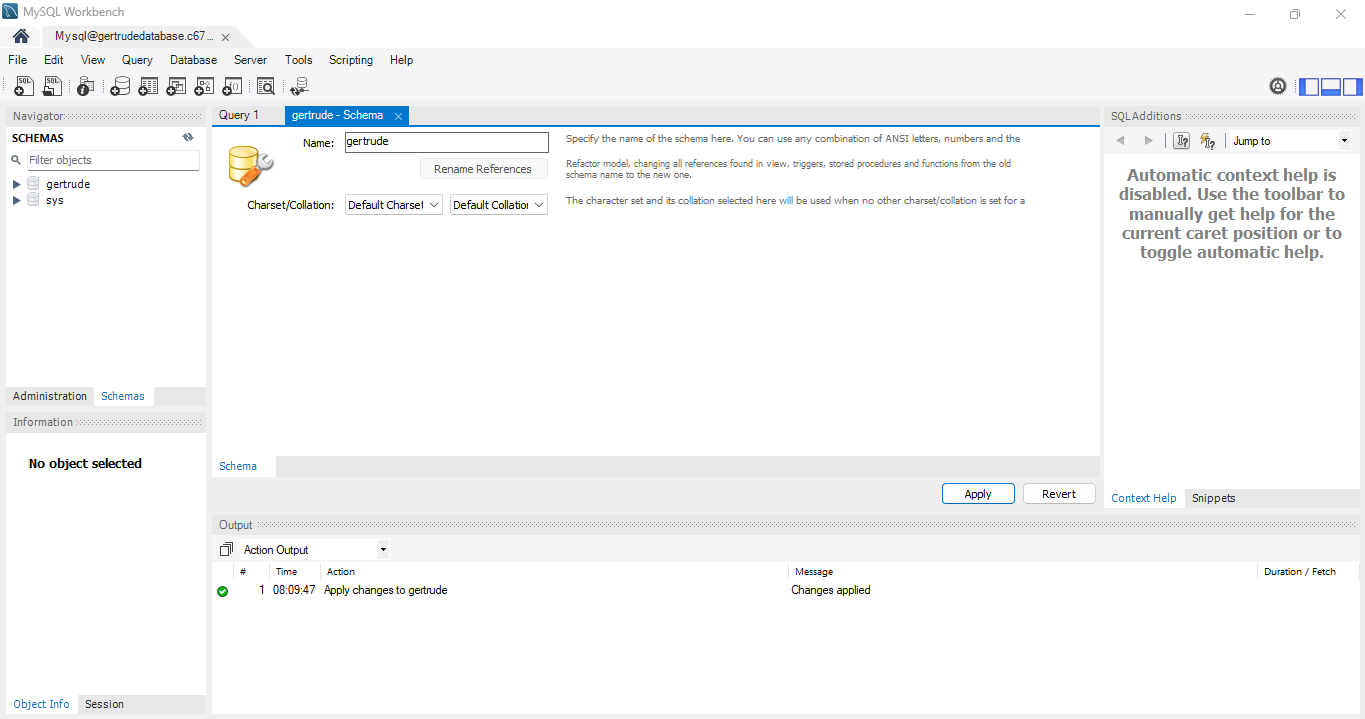 MySQL Workbench
Mysql@gertrudedatabase.c67...
File Edit View Query Database Server Tools Scripting Help
Navigator
SCHEMAS
Filter objects
gertrude
sys
Administration Schemas
Information
No object selected
Object Info Session
Query 1 gertrude - Schema
Name: gertrude
Specify the name of the schema here. You can use any combination of ANSI letters, numbers and the
Rename References
Refactor model, changing all references found in view, triggers, stored procedures and functions from the old
schema name to the new one.
Charset/Collation: Default Charset Default Collation
The character set and its collation selected here will be used when no other charset/collation is set for a
Schema
Apply Revert
SQLAdditions
Jump to
Automatic context help is
disabled. Use the toolbar to
manually get help for the
current caret position or to
toggle automatic help.
Context Help Snippets
Output
Action Output
# Time Action Message Duration / Fetch
1 08:09:47 Apply changes to gertrude Changes applied